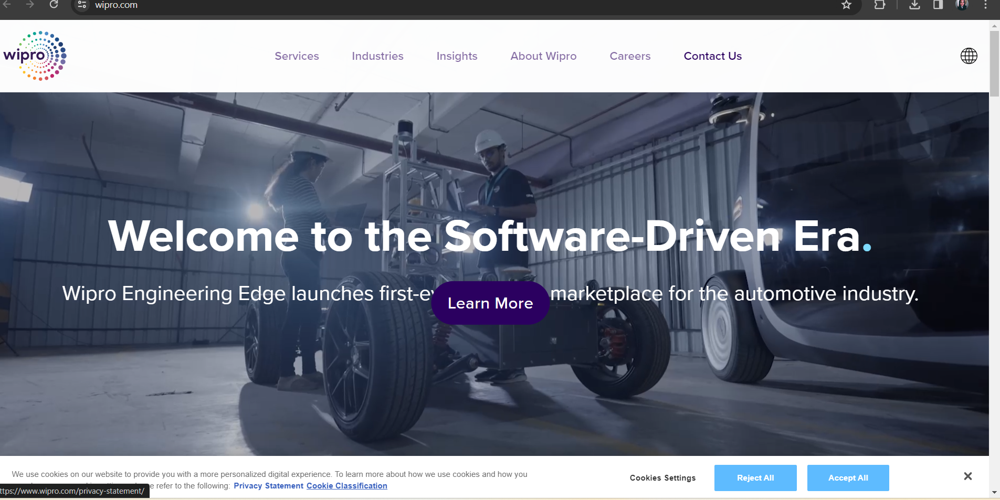 wipro.com
wipro
Services
Industries
Insights
About Wipro
Careers
Contact Us
Welcome to the Software-Driven Era.
Wipro Engineering Edge launches first-ev marketplace for the automotive industry.
Learn More
We use cookies on our website to provide you with a more personalized digital experience. To learn more about how we use cookies and how you
refer to the following: Privacy Statement Cookie Classification
ttps://www.wipro.com/privacy-statement/
Cookies Settings
Reject All
Accept All